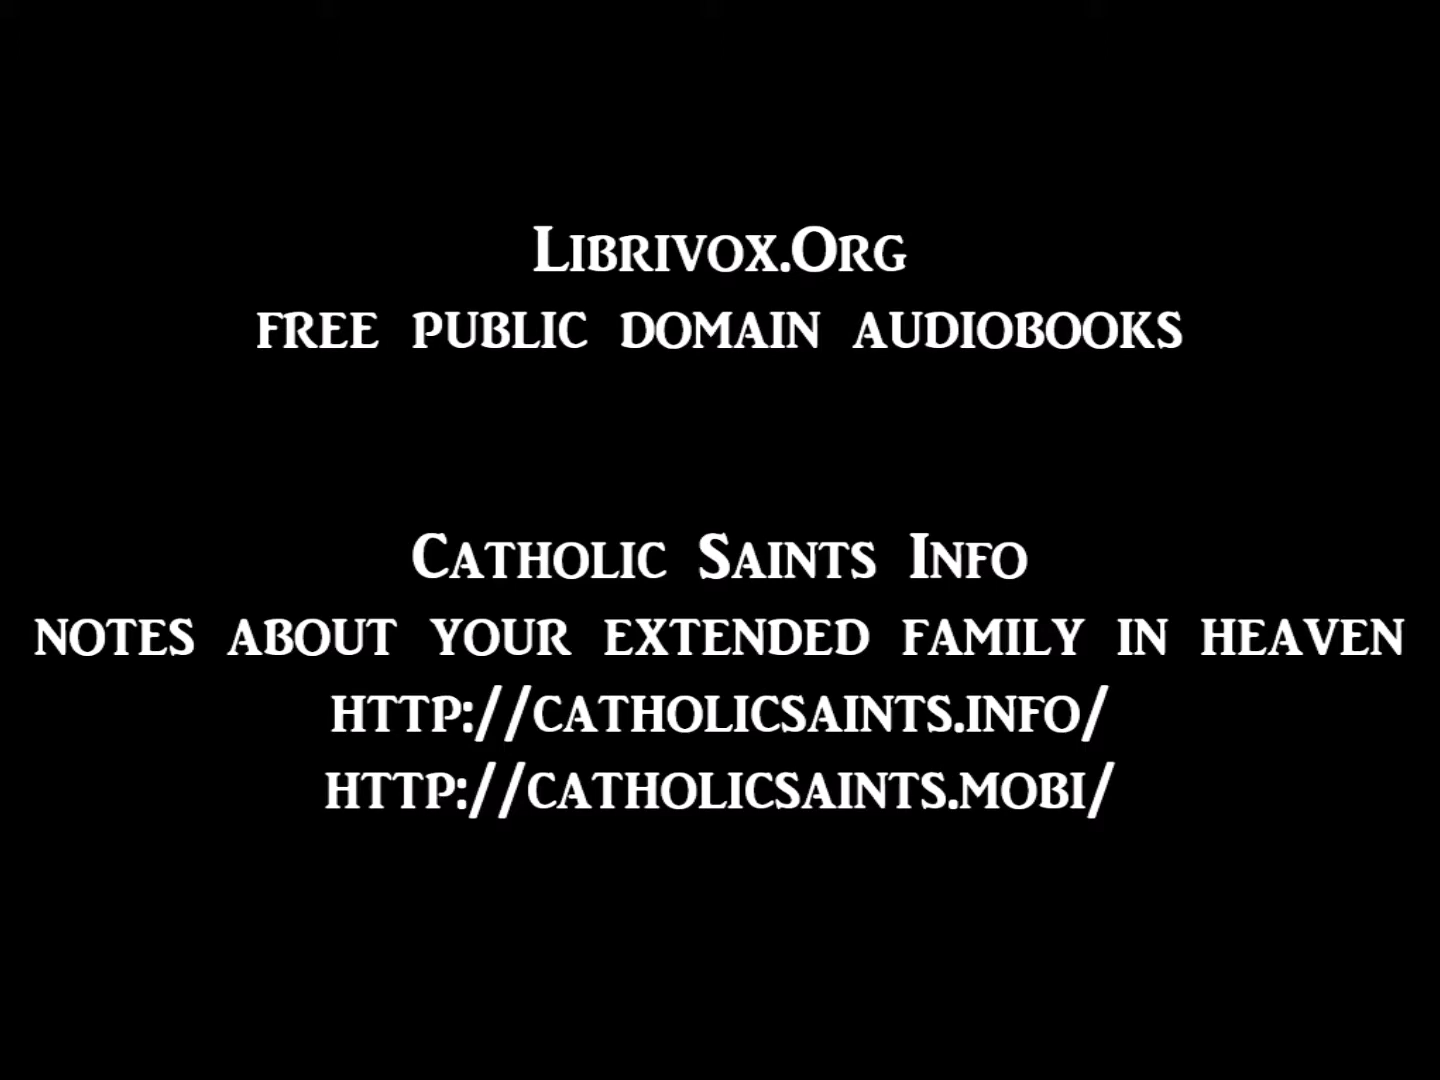 Librivox.Org
free public domain audiobooks
Catholic Saints Info
notes about your extended family in heaven
http://catholicsaints.info/
http://catholicsaints.mobi/